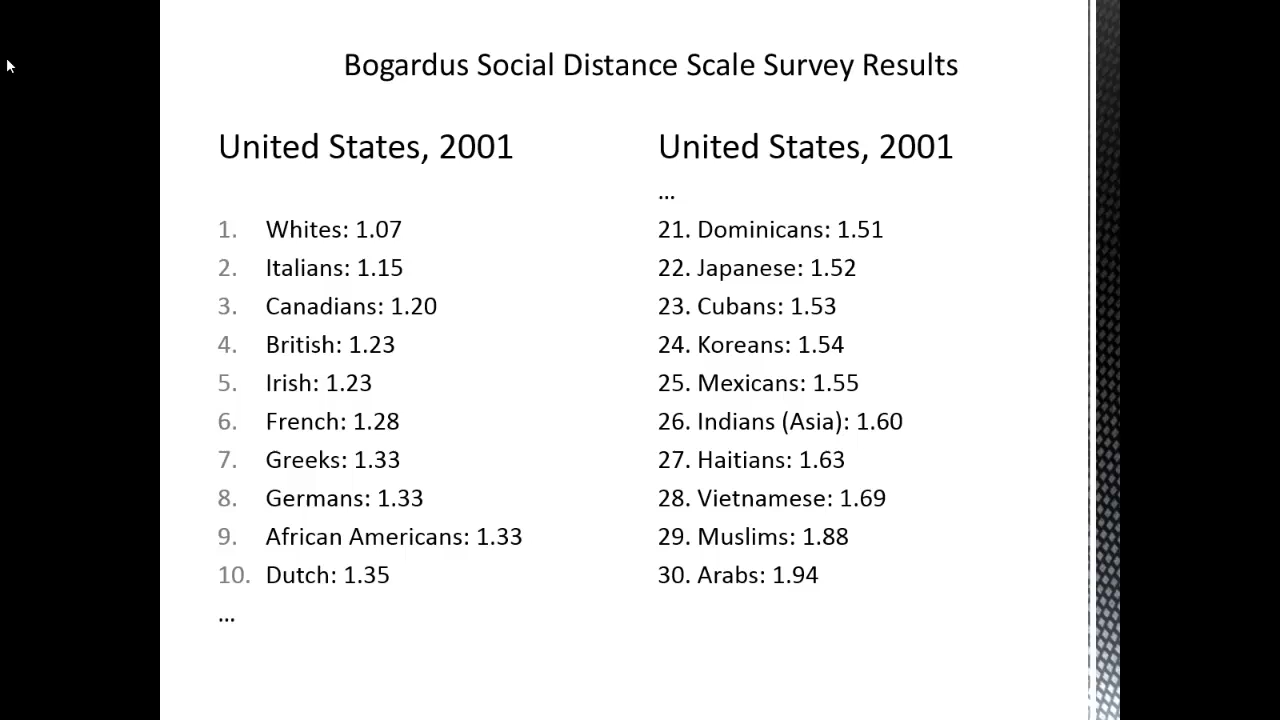 Bogardus Social Distance Scale Survey Results
United States, 2001
1. Whites: 1.07
2. Italians: 1.15
3. Canadians: 1.20
4. British: 1.23
5. Irish: 1.23
6. French: 1.28
7. Greeks: 1.33
8. Germans: 1.33
9. African Americans: 1.33
10. Dutch: 1.35
...
United States, 2001
...
21. Dominicans: 1.51
22. Japanese: 1.52
23. Cubans: 1.53
24. Koreans: 1.54
25. Mexicans: 1.55
26. Indians (Asia): 1.60
27. Haitians: 1.63
28. Vietnamese: 1.69
29. Muslims: 1.88
30. Arabs: 1.94